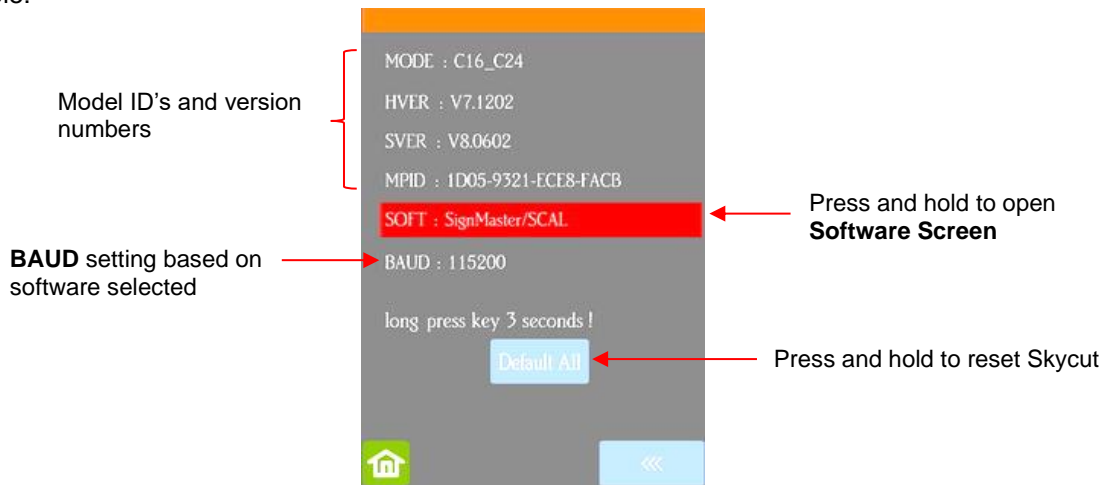 MODE : C16_C24
Model ID's and version
numbers
HVER : V7.1202
SVER : V8.0602
MPID : 1D05-9321-ECE8-FACB
SOFT : SignMaster/SCAL
Press and hold to open
Software Screen
BAUD setting based on
software selected
BAUD : 115200
long press key 3 seconds !
Default All
Press and hold to reset Skycut
<<<